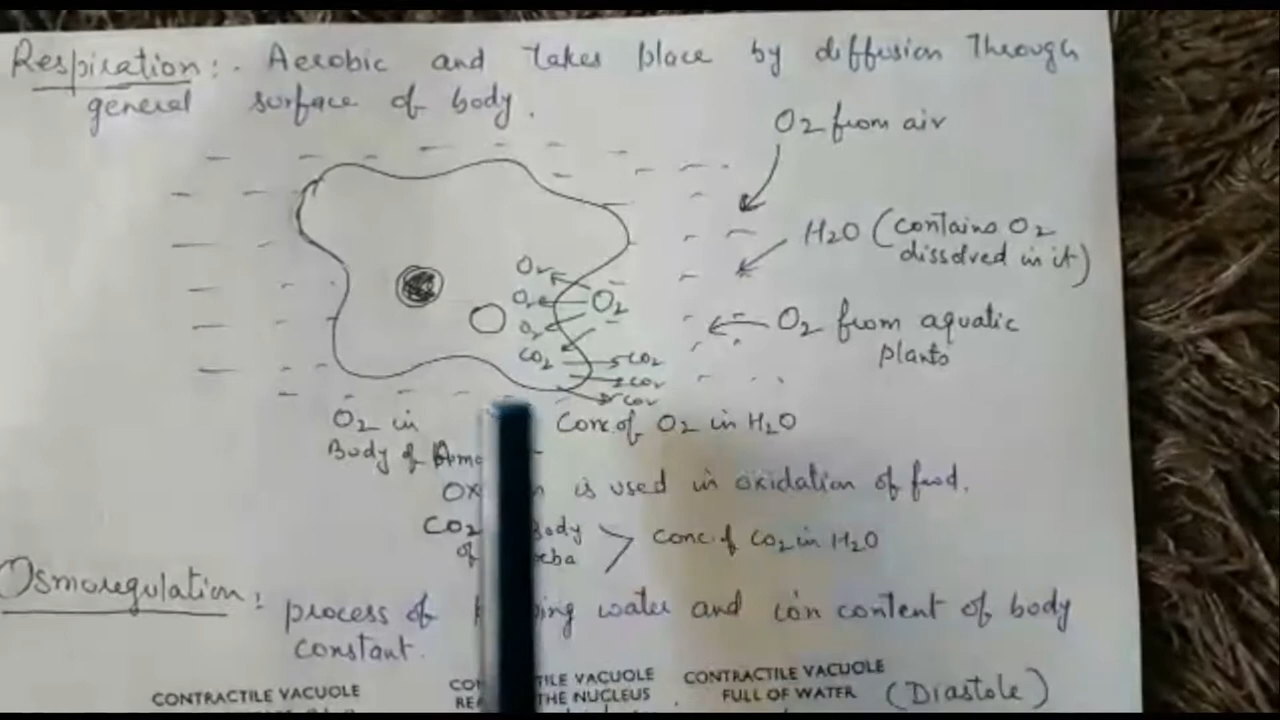 Respiration:- Aerobic and takes place by diffusion Through
general surface of body.
O2 from air
H2O (contains O2
dissolved in it)
O2 from aquatic
plants
O2
O2
O2
O2
CO2
CO2
CO2
CO2
O2 in
Body of
Conc. of O2 in H2O
is used in oxidation of food.
CO2
of
Body
> Conc. of CO2 in H2O
Osmoregulation:
process of water and ion content of body
constant.
CONTRACTILE VACUOLE
THE NUCLEUS
VACUOLE
CONTRACTILE VACUOLE
FULL OF WATER (Diastole)